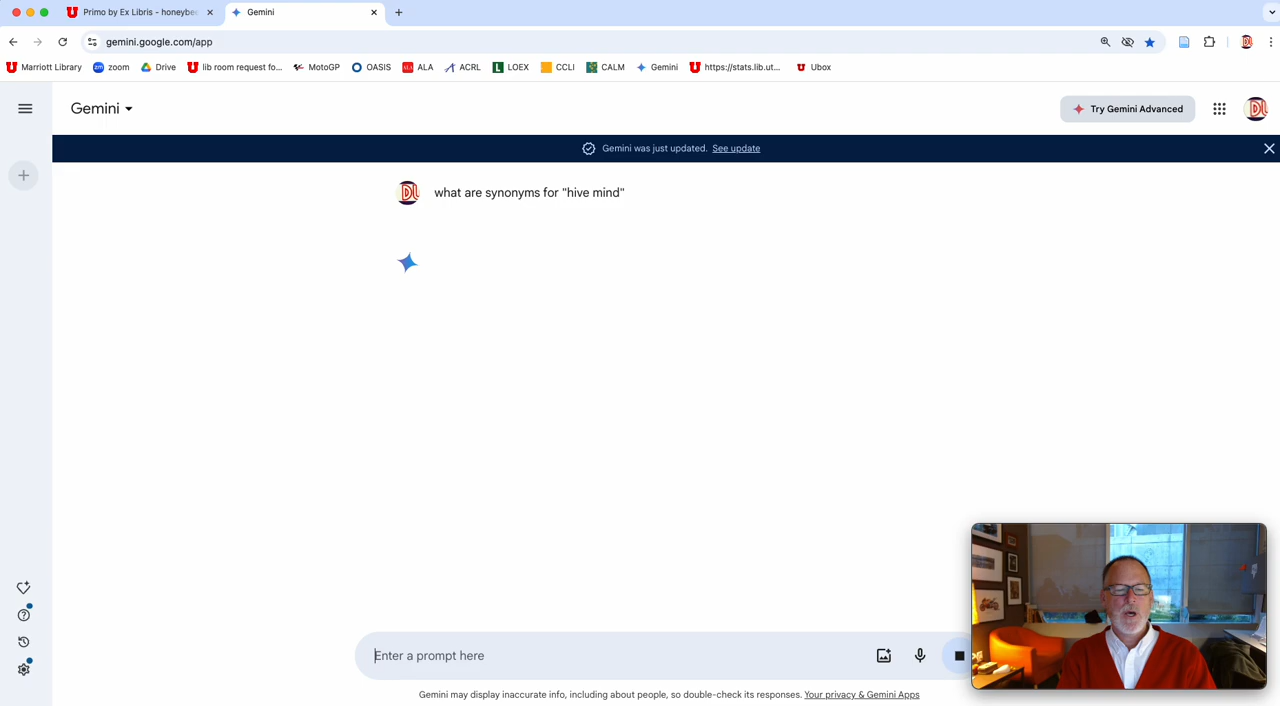 Primo by Ex Libris - honeybe
Gemini
gemini.google.com/app
Marriott Library
zoom
Drive
lib room request fo...
MotoGP
OASIS
ALA
ACRL
LOEX
CCLI
CALM
Gemini
https://stats.lib.ut...
Ubox
Gemini
Try Gemini Advanced
Gemini was just updated. See update
what are synonyms for "hive mind"
Enter a prompt here
Gemini may display inaccurate info, including about people, so double-check its responses. Your privacy & Gemini Apps